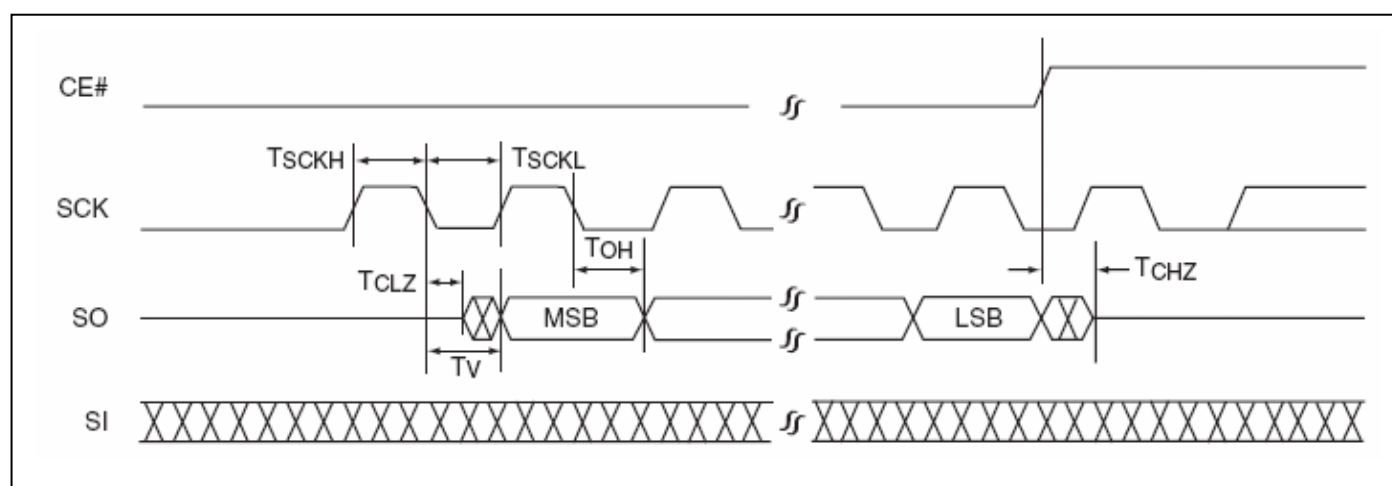 CE#
TSCKH
TSCKL
SCK
TOH
TCLZ
TCHZ
SO
MSB
LSB
TV
SI